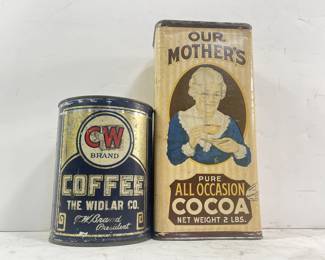 CW
BRAND
COFFEE
THE WIDLAR CO.
President
OUR
MOTHER'S
PURE
ALL OCCASION
COCOA
NET WEIGHT 2 LBS.